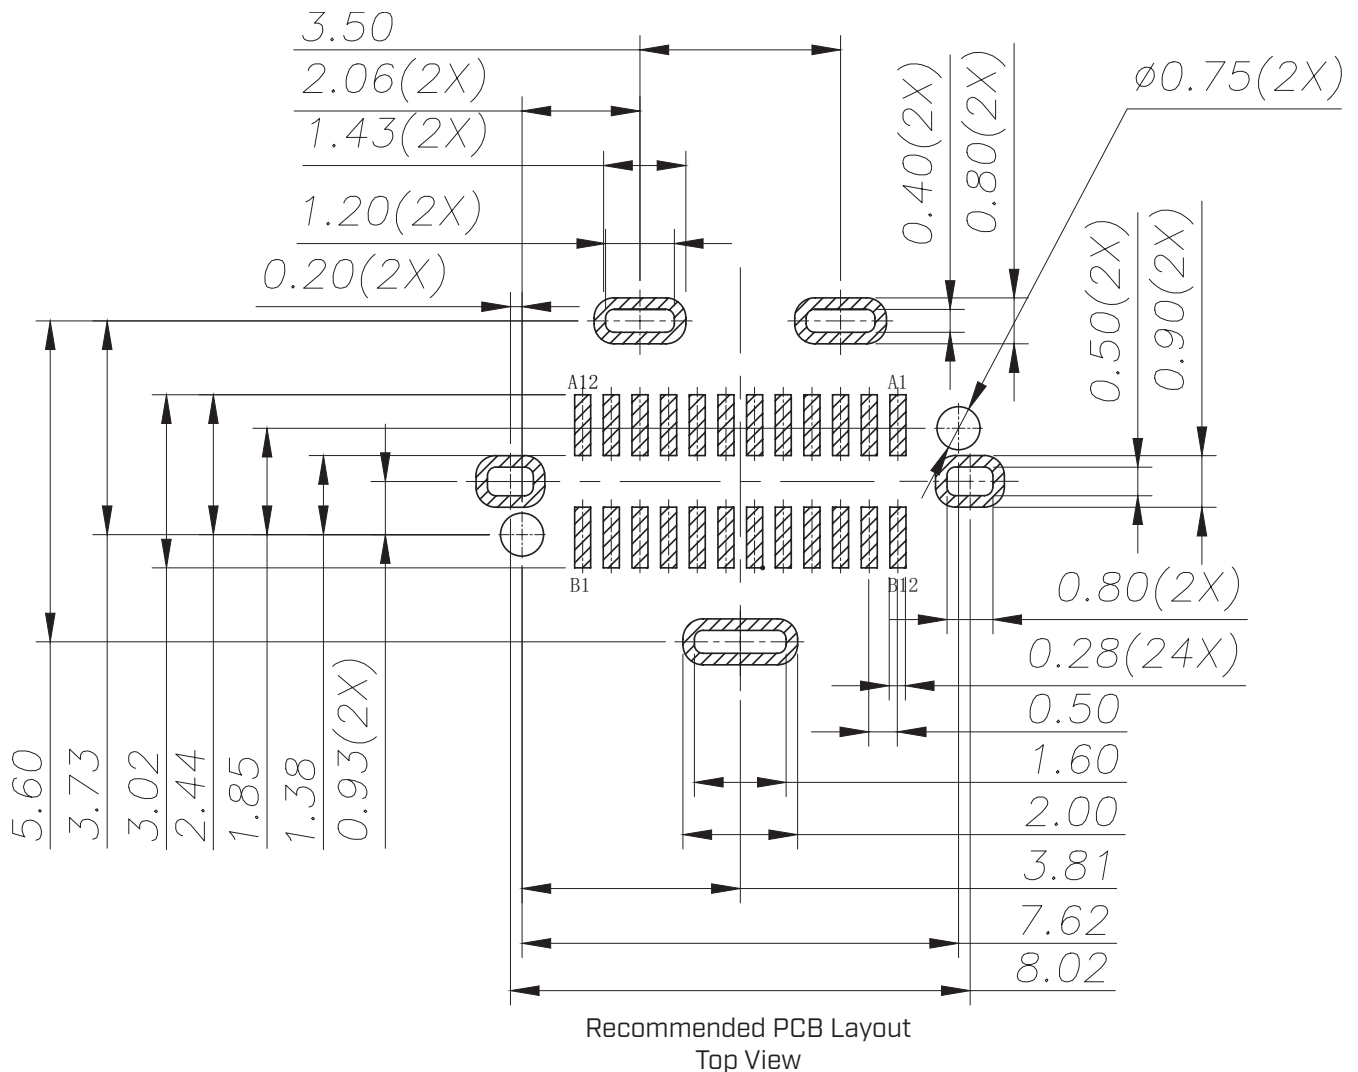 3.50
2.06(2X)
1.43(2X)
1.20(2X)
0.20(2X)
0.40(2X)
0.80(2X)
ø0.75(2X)
0.50(2X)
0.90(2X)
A12
A1
B1
B12
0.80(2X)
0.28(24X)
0.50
1.60
2.00
3.81
7.62
8.02
5.60
3.73
3.02
2.44
1.85
1.38
0.93(2X)
Recommended PCB Layout
Top View